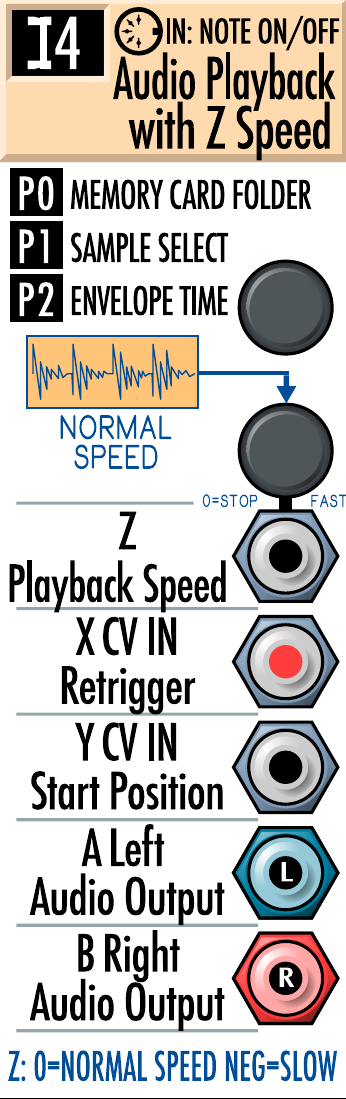 I4
IN: NOTE ON/OFF
Audio Playback
with Z Speed
P0 MEMORY CARD FOLDER
P1 SAMPLE SELECT
P2 ENVELOPE TIME
NORMAL
SPEED
0=STOP FAST
Z
Playback Speed
X CV IN
Retrigger
Y CV IN
Start Position
A Left
Audio Output
L
B Right
Audio Output
R
Z: 0=NORMAL SPEED NEG=SLOW